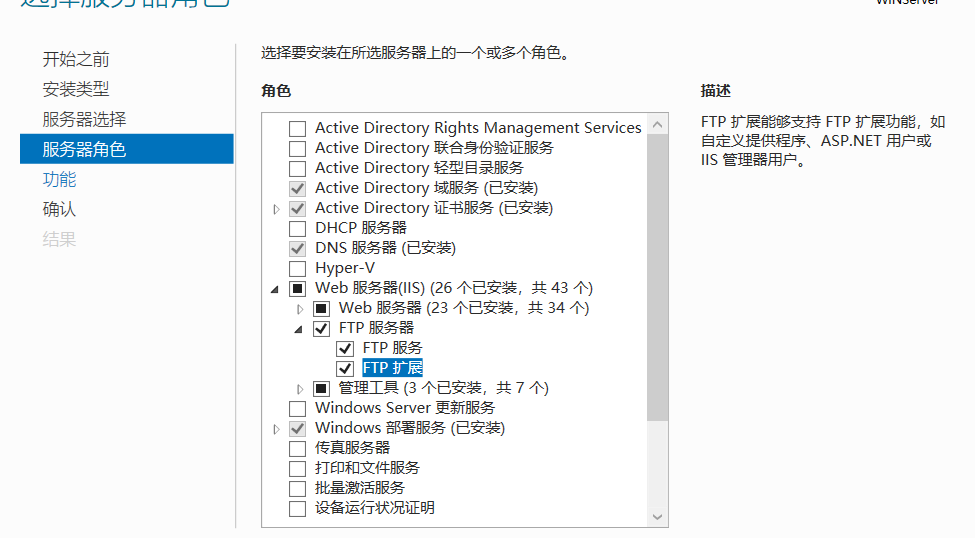 选择服务器角色
WINServer
开始之前
安装类型
服务器选择
服务器角色
功能
确认
结果
选择要安装在所选服务器上的一个或多个角色。
角色
Active Directory Rights Management Services
Active Directory 联合身份验证服务
Active Directory 轻型目录服务
Active Directory 域服务 (已安装)
Active Directory 证书服务 (已安装)
DHCP 服务器
DNS 服务器 (已安装)
Hyper-V
Web 服务器(IIS) (26 个已安装，共 43 个)
Web 服务器 (23 个已安装，共 34 个)
FTP 服务器
FTP 服务
FTP 扩展
管理工具 (3 个已安装，共 7 个)
Windows Server 更新服务
Windows 部署服务 (已安装)
传真服务器
打印和文件服务
批量激活服务
设备运行状况证明
描述
FTP 扩展能够支持 FTP 扩展功能，如
自定义提供程序、ASP.NET 用户或
IIS 管理器用户。